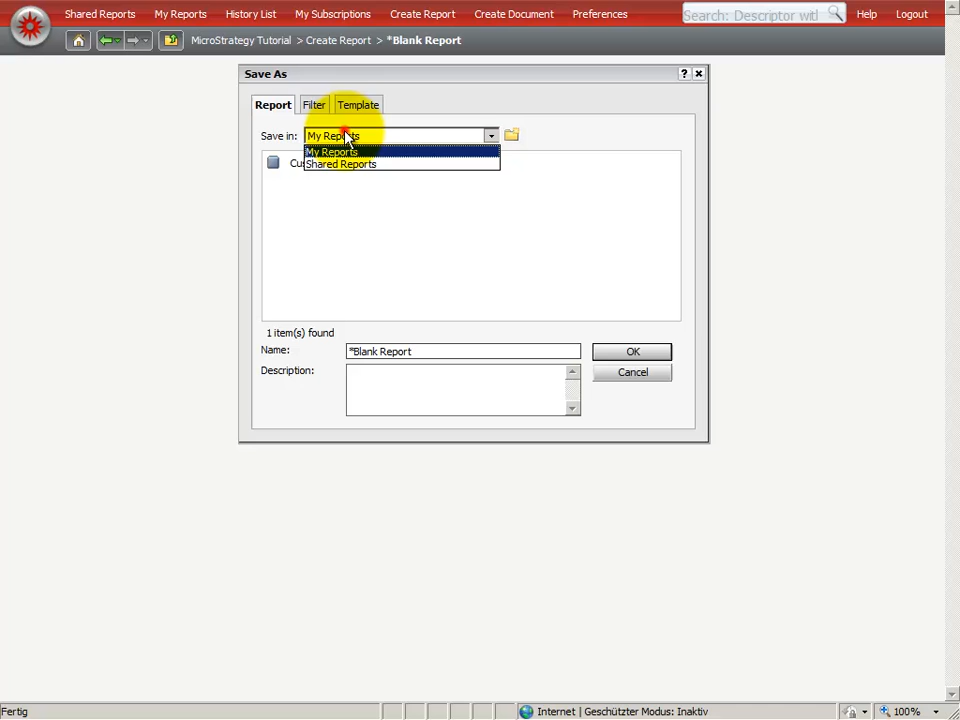 Shared Reports My Reports History List My Subscriptions Create Report Create Document Preferences Help Logout
MicroStrategy Tutorial > Create Report > *Blank Report
Save As ?
Report Filter Template
Save in: My Reports
My Reports
Shared Reports
1 item(s) found
Name: *Blank Report OK
Description: Cancel
Fertig Internet | Geschützter Modus: Inaktiv 100%